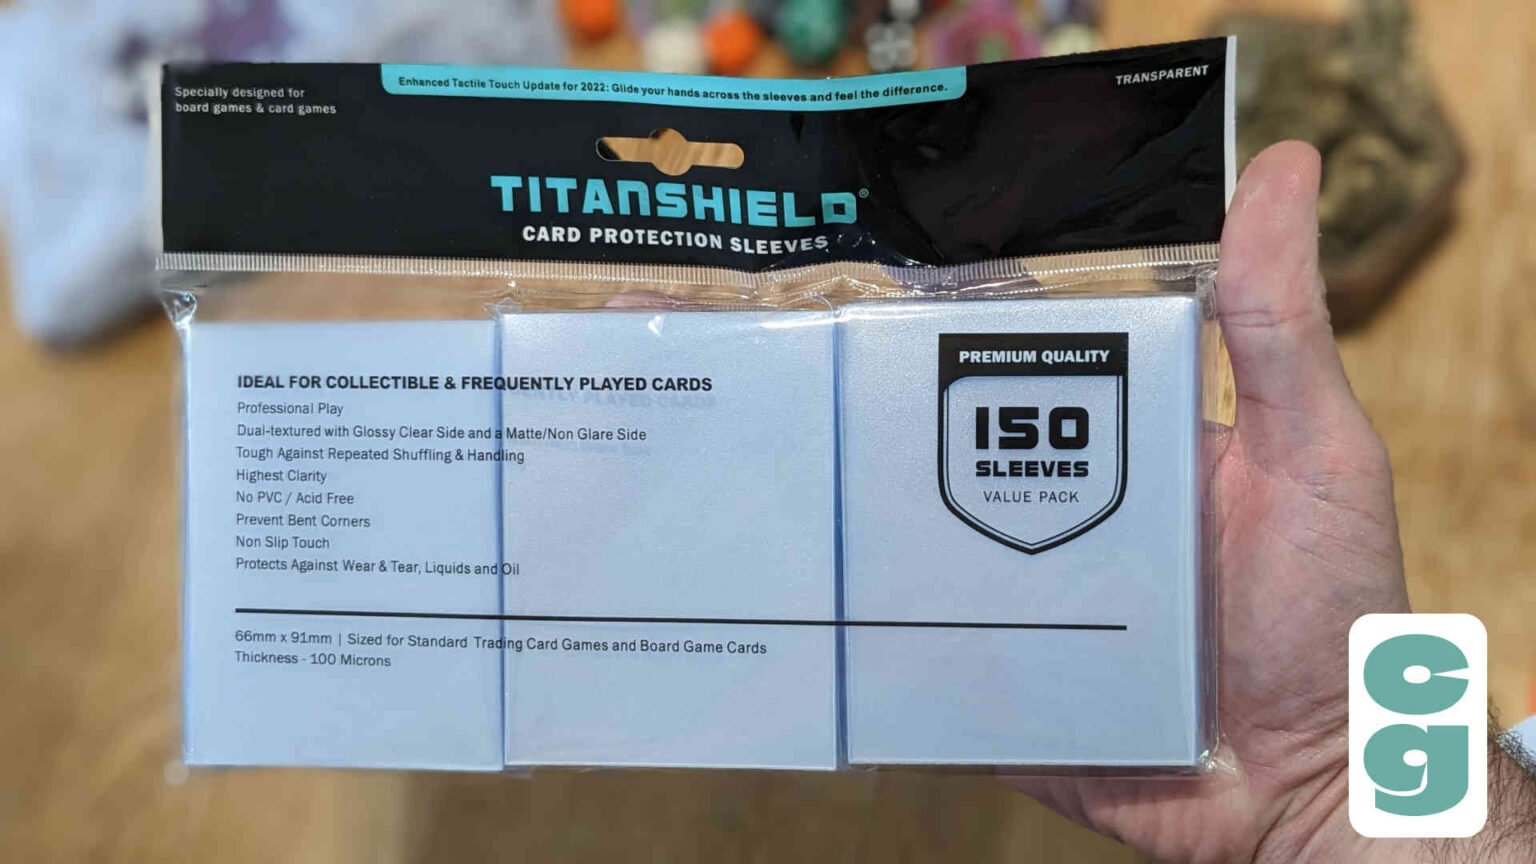 Specially designed for
board games & card games
Enhanced Tactile Touch Update for 2022: Glide your hands across the sleeves and feel the difference.
TRANSPARENT
TITANSHIELD®
CARD PROTECTION SLEEVES
IDEAL FOR COLLECTIBLE & FREQUENTLY PLAYED CARDS
Professional Play
Dual-textured with Glossy Clear Side and a Matte/Non Glare Side
Tough Against Repeated Shuffling & Handling
Highest Clarity
No PVC / Acid Free
Prevent Bent Corners
Non Slip Touch
Protects Against Wear & Tear, Liquids and Oil
PREMIUM QUALITY
150
SLEEVES
VALUE PACK
66mm x 91mm | Sized for Standard Trading Card Games and Board Game Cards
Thickness - 100 Microns
cg